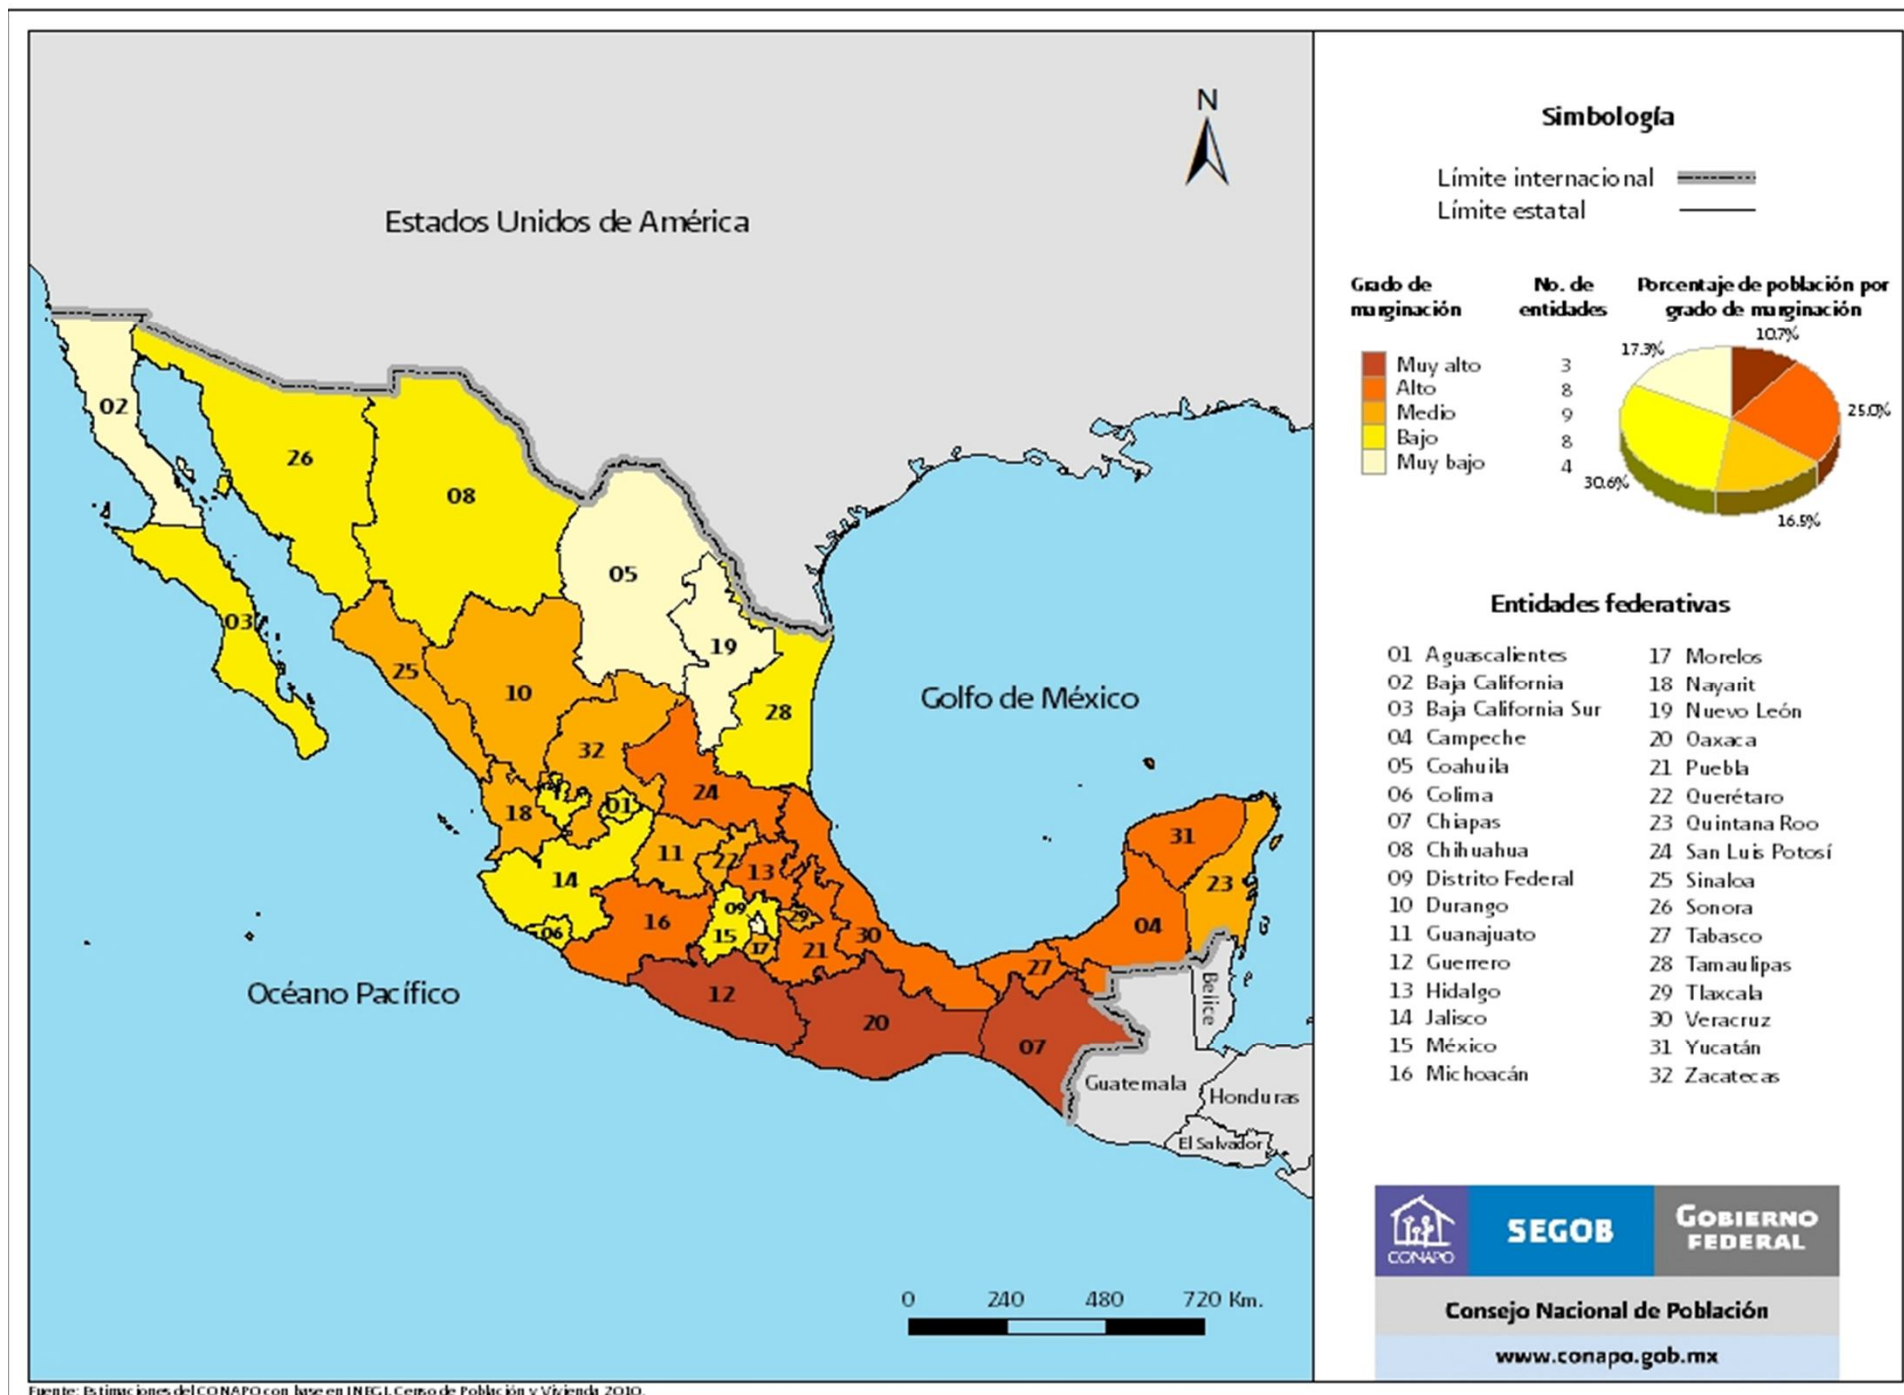 N
Estados Unidos de América
Golfo de México
Océano Pacífico
Belice
Guatemala
Honduras
El Salvador
02
26
08
03
05
19
25
10
28
32
24
18
01
11
22
13
14
31
23
16
09
29
04
06
15
17
21
30
27
12
20
07
0 240 480 720 Km.
Simbología
Límite internacional
Límite estatal
Grado de marginación
No. de entidades
Porcentaje de población por grado de marginación
Muy alto 3
Alto 8
Medio 9
Bajo 8
Muy bajo 4
10.7%
17.3%
25.0%
30.6%
16.5%
Entidades federativas
01 Aguascalientes
02 Baja California
03 Baja California Sur
04 Campeche
05 Coahuila
06 Colima
07 Chiapas
08 Chihuahua
09 Distrito Federal
10 Durango
11 Guanajuato
12 Guerrero
13 Hidalgo
14 Jalisco
15 México
16 Michoacán
17 Morelos
18 Nayarit
19 Nuevo León
20 Oaxaca
21 Puebla
22 Querétaro
23 Quintana Roo
24 San Luis Potosí
25 Sinaloa
26 Sonora
27 Tabasco
28 Tamaulipas
29 Tlaxcala
30 Veracruz
31 Yucatán
32 Zacatecas
CONAPO
SEGOB
GOBIERNO
FEDERAL
Consejo Nacional de Población
www.conapo.gob.mx
Fuente: Estimaciones del CONAPO con base en INEGI, Censo de Población y Vivienda 2010.